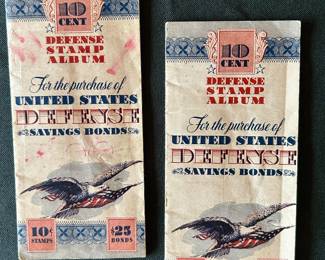 10
CENT
DEFENSE
STAMP
ALBUM
For the purchase of
UNITED STATES
DEFENSE
SAVINGS BONDS
10¢
STAMPS
$25
BONDS
10
CENT
DEFENSE
STAMP
ALBUM
For the purchase of
UNITED STATES
DEFENSE
SAVINGS BONDS